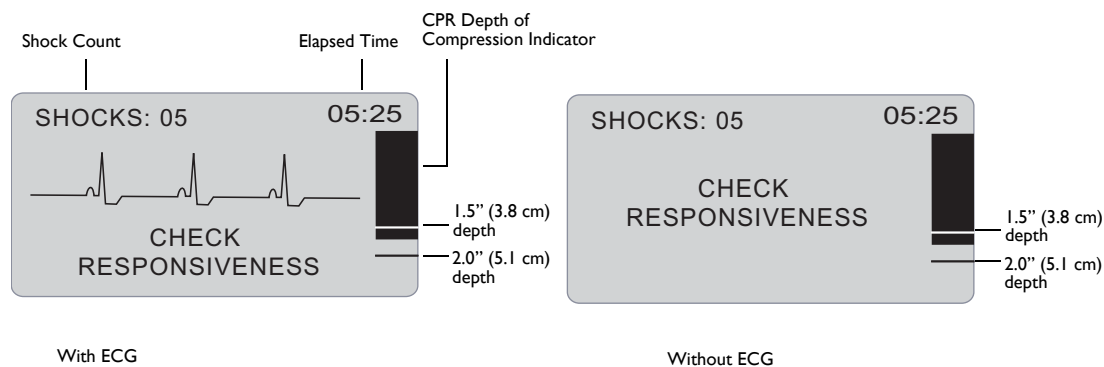 Shock Count
Elapsed Time
CPR Depth of
Compression Indicator
SHOCKS: 05
05:25
CHECK
RESPONSIVENESS
1.5” (3.8 cm)
depth
2.0” (5.1 cm)
depth
With ECG
SHOCKS: 05
05:25
CHECK
RESPONSIVENESS
1.5” (3.8 cm)
depth
2.0” (5.1 cm)
depth
Without ECG